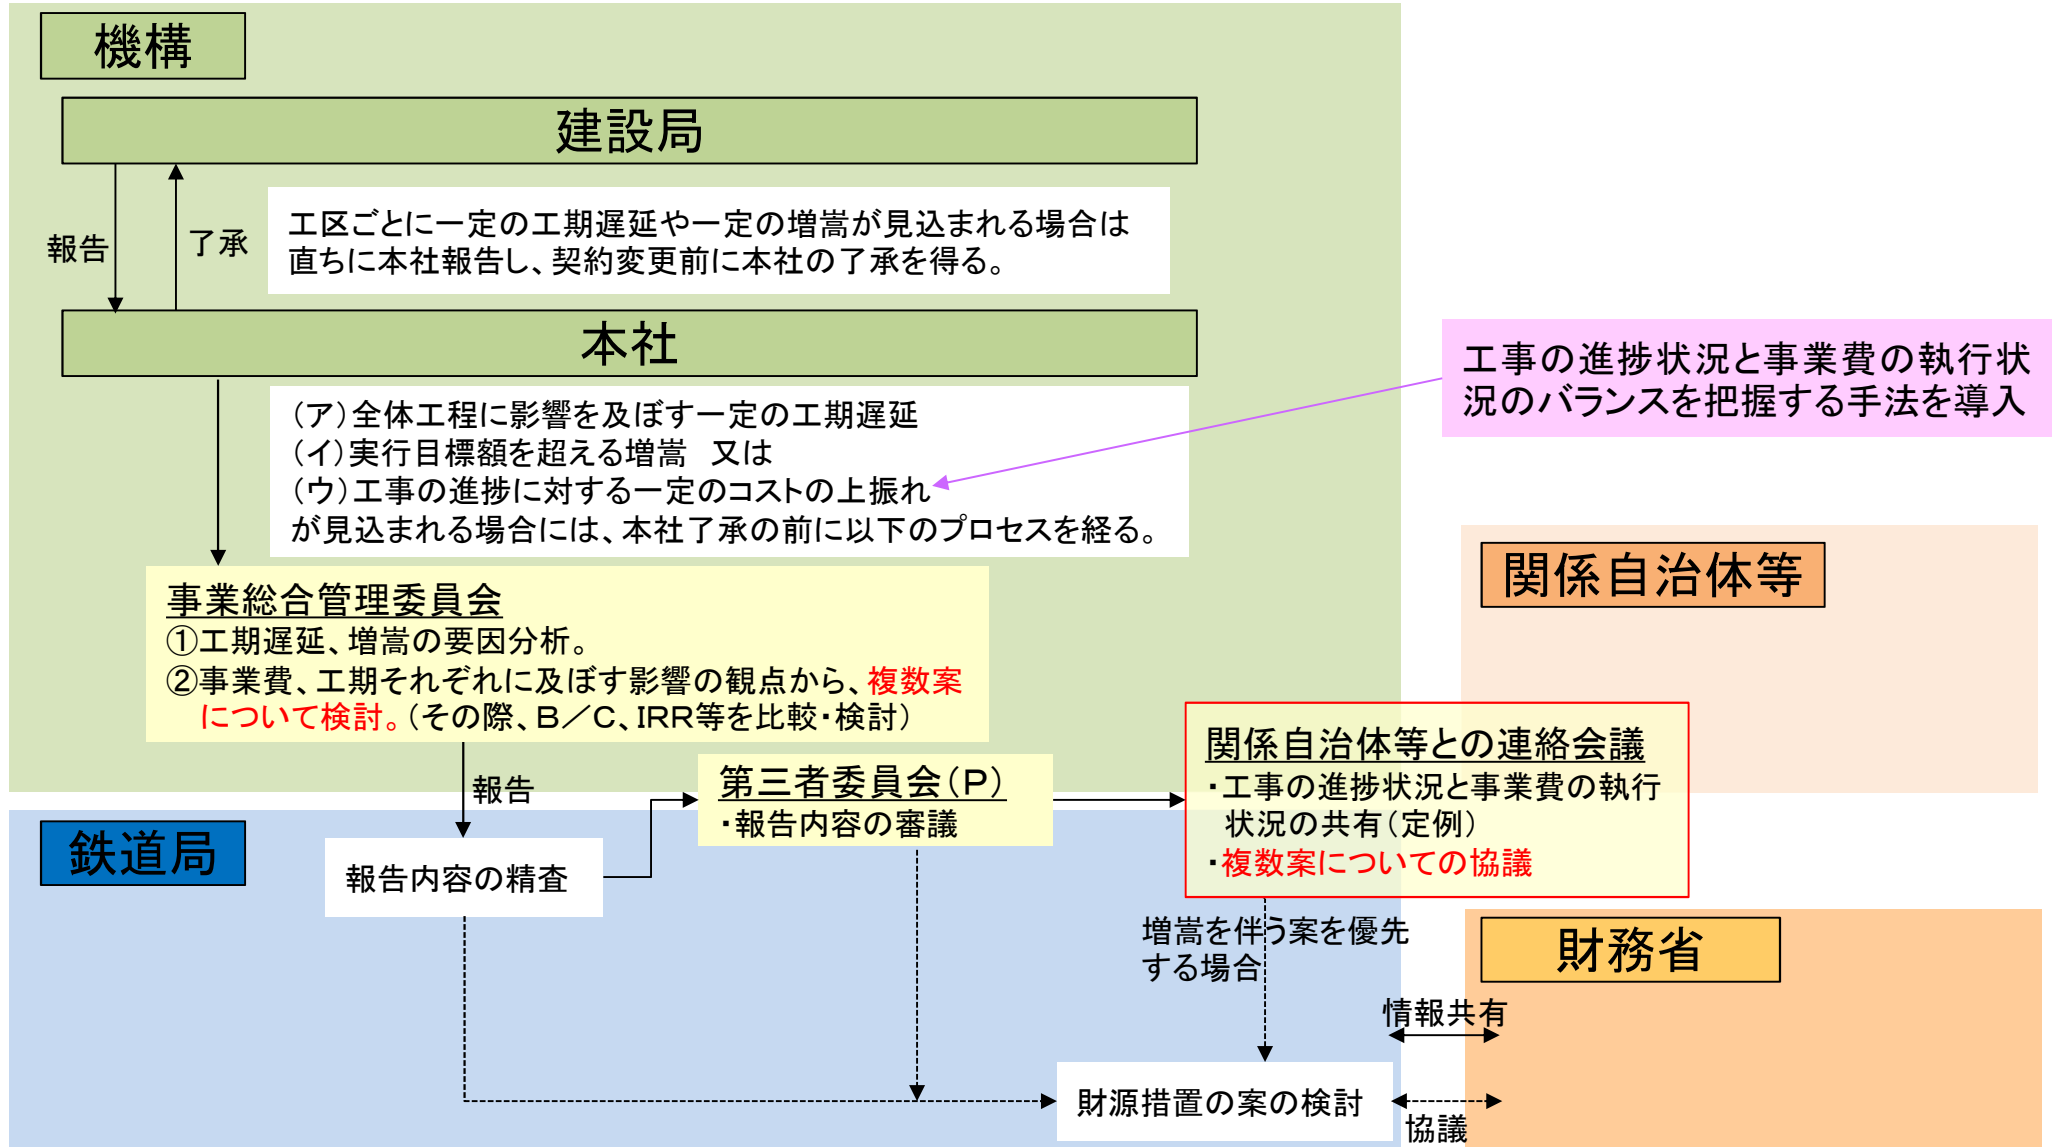 機構
建設局
報告
了承
工区ごとに一定の工期遅延や一定の増嵩が見込まれる場合は
直ちに本社報告し、契約変更前に本社の了承を得る。
本社
工事の進捗状況と事業費の執行状
況のバランスを把握する手法を導入
（ア）全体工程に影響を及ぼす一定の工期遅延
（イ）実行目標額を超える増嵩　又は
（ウ）工事の進捗に対する一定のコストの上振れ
が見込まれる場合には、本社了承の前に以下のプロセスを経る。
関係自治体等
事業総合管理委員会
①工期遅延、増嵩の要因分析。
②事業費、工期それぞれに及ぼす影響の観点から、複数案
について検討。（その際、Ｂ／Ｃ、IRR等を比較・検討）
報告
第三者委員会（Ｐ）
・報告内容の審議
関係自治体等との連絡会議
・工事の進捗状況と事業費の執行
状況の共有（定例）
・複数案についての協議
鉄道局
報告内容の精査
増嵩を伴う案を優先
する場合
財務省
情報共有
財源措置の案の検討
協議